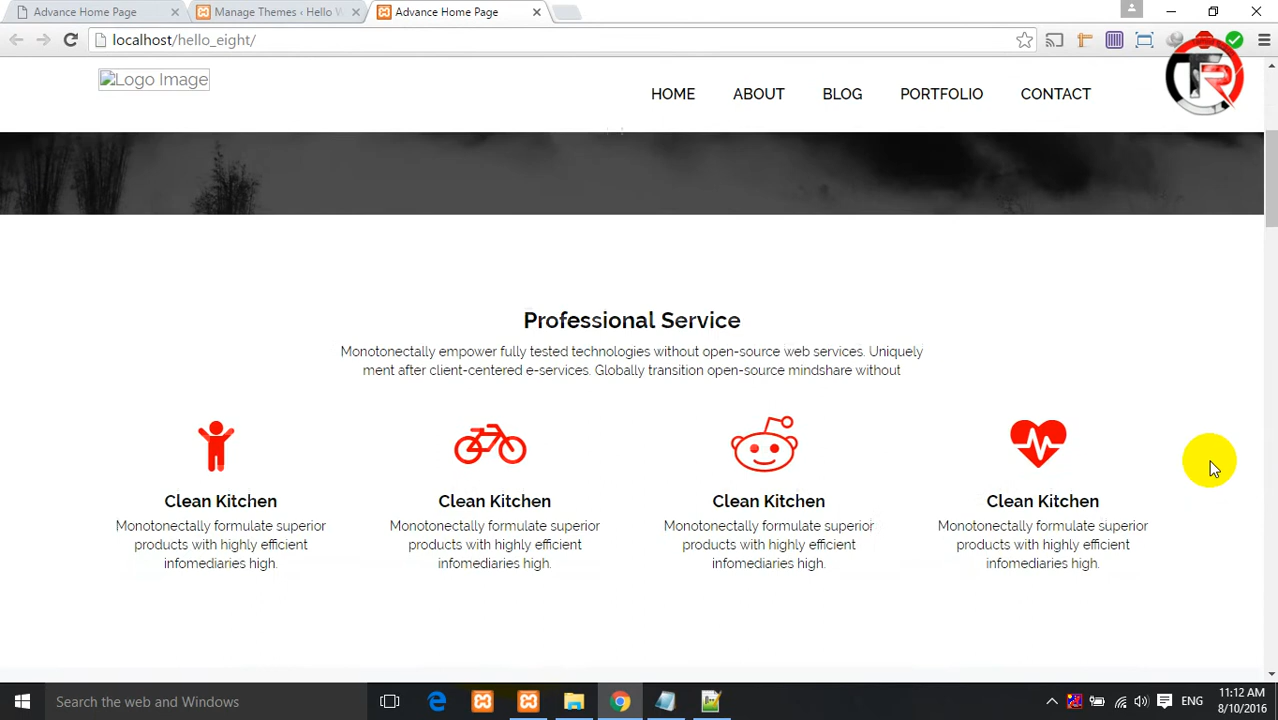 Advance Home Page
Manage Themes ‹ Hello W
Advance Home Page
localhost/hello_eight/
Logo Image
HOME ABOUT BLOG PORTFOLIO CONTACT
Professional Service
Monotonectally empower fully tested technologies without open-source web services. Uniquely
ment after client-centered e-services. Globally transition open-source mindshare without
Clean Kitchen
Monotonectally formulate superior
products with highly efficient
infomediaries high.
Clean Kitchen
Monotonectally formulate superior
products with highly efficient
infomediaries high.
Clean Kitchen
Monotonectally formulate superior
products with highly efficient
infomediaries high.
Clean Kitchen
Monotonectally formulate superior
products with highly efficient
infomediaries high.
Search the web and Windows
ENG
11:12 AM
8/10/2016